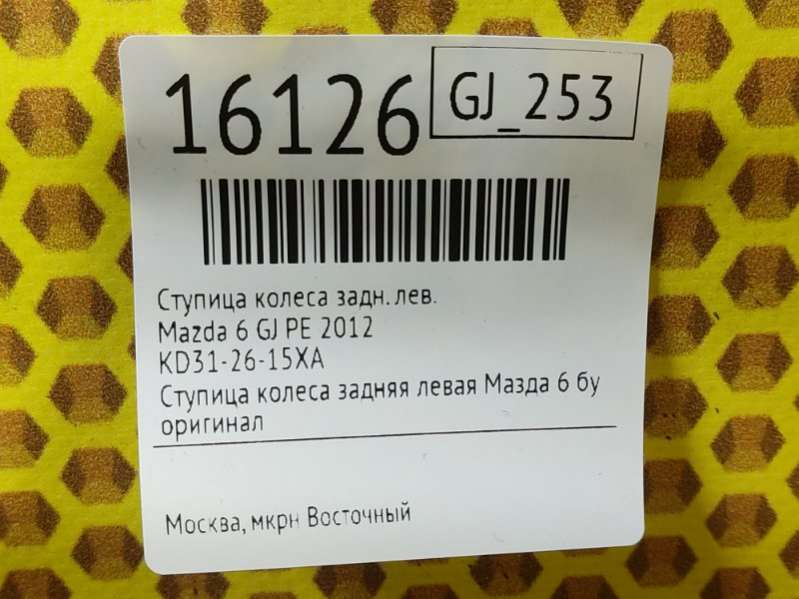 16126
GJ_253
Ступица колеса задн. лев.
Mazda 6 GJ PE 2012
KD31-26-15XA
Ступица колеса задняя левая Мазда 6 бу
оригинал
Москва, мкрн Восточный